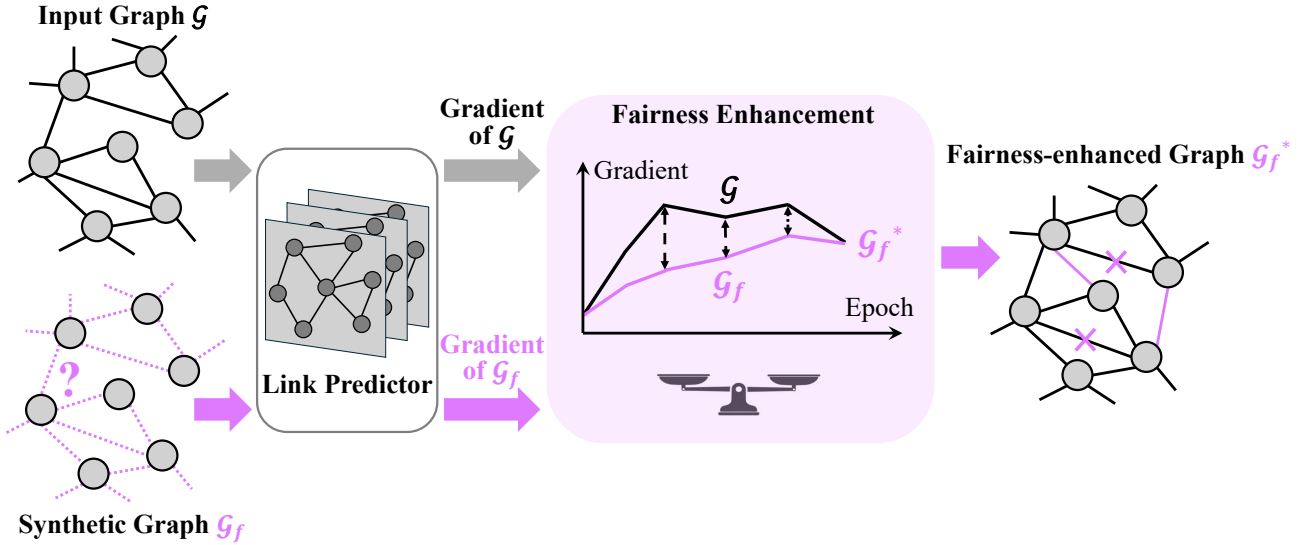 Input Graph 𝒢
Gradient
of 𝒢
Fairness Enhancement
Gradient
𝒢
𝒢f*
𝒢f
Epoch
Fairness-enhanced Graph 𝒢f*
?
Link Predictor
Gradient
of 𝒢f
Synthetic Graph 𝒢f